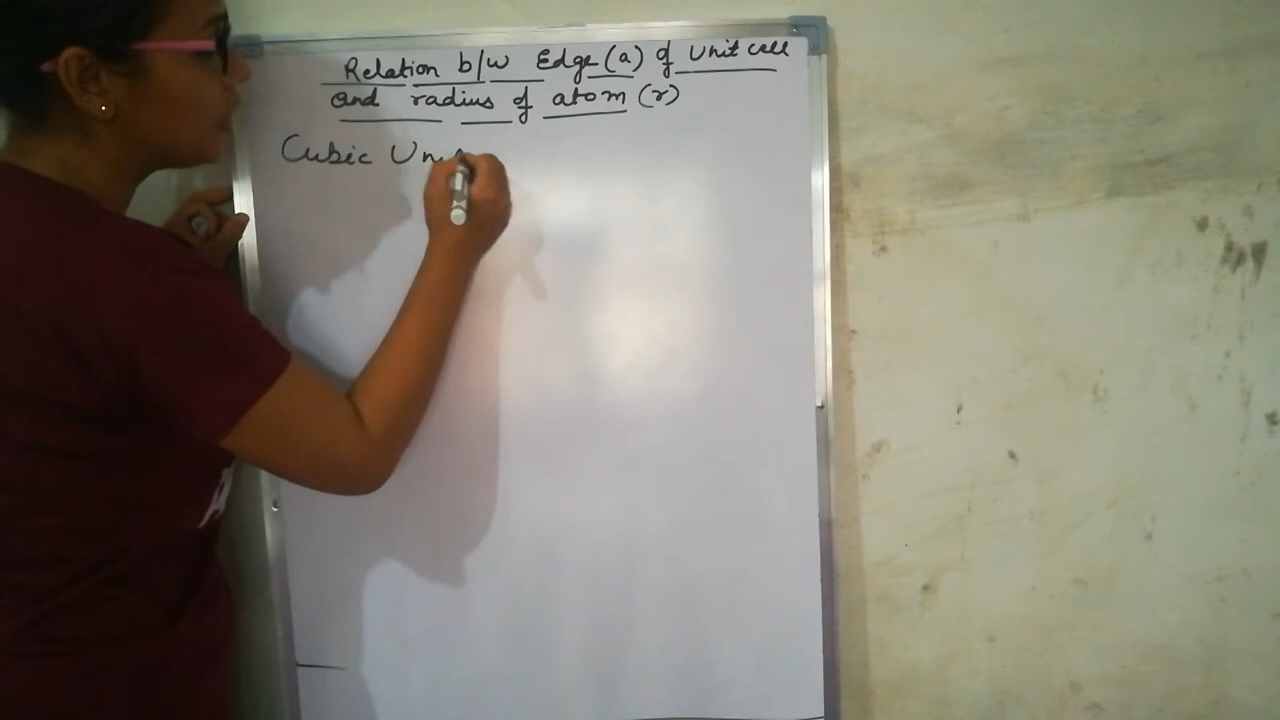 Relation b/w Edge (a) of Unit cell
and radius of atom (r)
Cubic Un